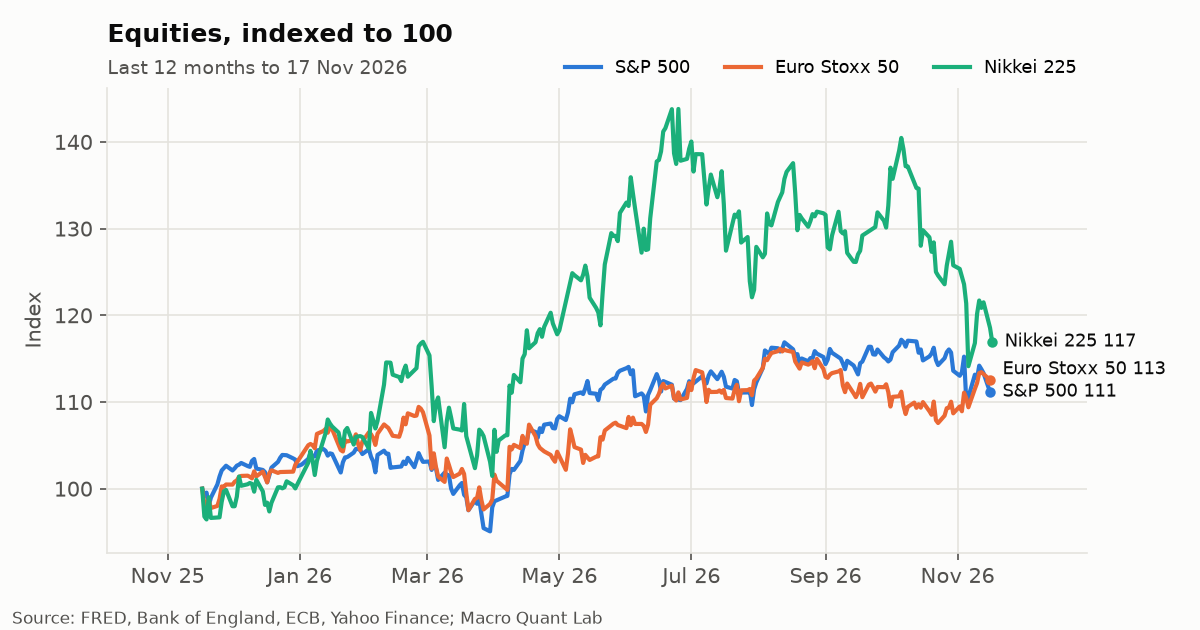 Equities, indexed to 100
Last 12 months to 17 Nov 2026
S&P 500
Euro Stoxx 50
Nikkei 225
Index
140
130
120
110
100
Nikkei 225 117
Euro Stoxx 50 113
S&P 500 111
Nov 25
Jan 26
Mar 26
May 26
Jul 26
Sep 26
Nov 26
Source: FRED, Bank of England, ECB, Yahoo Finance; Macro Quant Lab